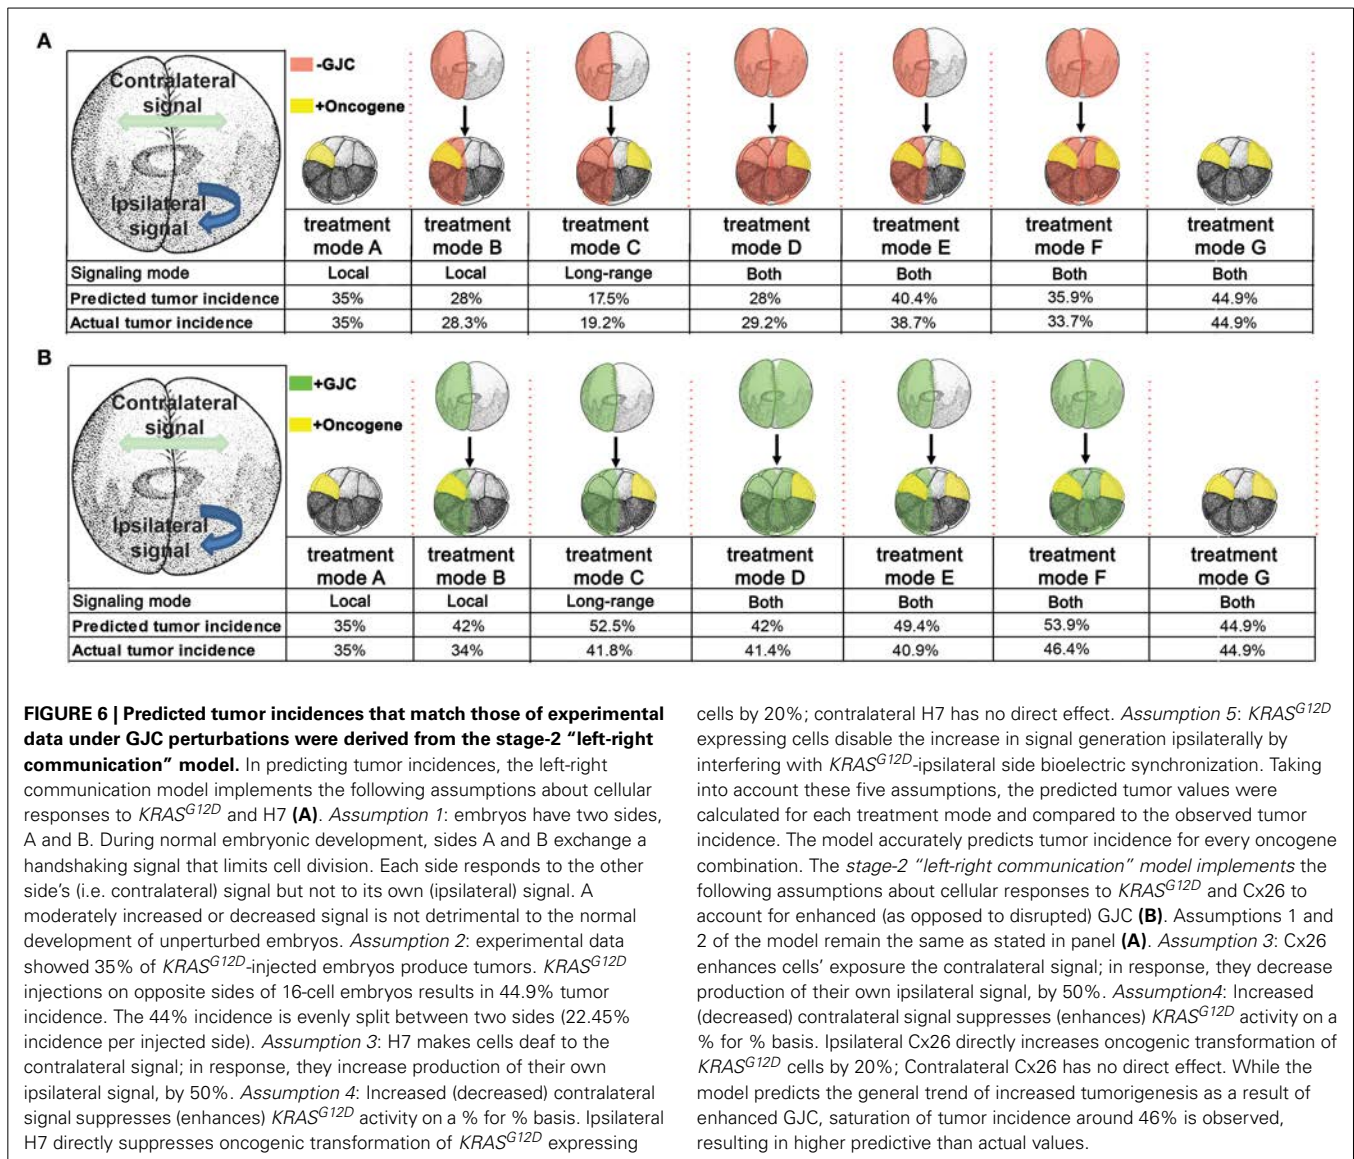 A
Contralateral
signal
Ipsilateral
signal
-GJC
+Oncogene
treatment mode A
treatment mode B
treatment mode C
treatment mode D
treatment mode E
treatment mode F
treatment mode G
Signaling mode Local Local Long-range Both Both Both Both
Predicted tumor incidence 35% 28% 17.5% 28% 40.4% 35.9% 44.9%
Actual tumor incidence 35% 28.3% 19.2% 29.2% 38.7% 33.7% 44.9%
B
Contralateral
signal
Ipsilateral
signal
+GJC
+Oncogene
treatment mode A
treatment mode B
treatment mode C
treatment mode D
treatment mode E
treatment mode F
treatment mode G
Signaling mode Local Local Long-range Both Both Both Both
Predicted tumor incidence 35% 42% 52.5% 42% 49.4% 53.9% 44.9%
Actual tumor incidence 35% 34% 41.8% 41.4% 40.9% 46.4% 44.9%
FIGURE 6 | Predicted tumor incidences that match those of experimental
data under GJC perturbations were derived from the stage-2 “left-right
communication” model. In predicting tumor incidences, the left-right
communication model implements the following assumptions about cellular
responses to KRASG12D and H7 (A). Assumption 1: embryos have two sides,
A and B. During normal embryonic development, sides A and B exchange a
handshaking signal that limits cell division. Each side responds to the other
side’s (i.e. contralateral) signal but not to its own (ipsilateral) signal. A
moderately increased or decreased signal is not detrimental to the normal
development of unperturbed embryos. Assumption 2: experimental data
showed 35% of KRASG12D-injected embryos produce tumors. KRASG12D
injections on opposite sides of 16-cell embryos results in 44.9% tumor
incidence. The 44% incidence is evenly split between two sides (22.45%
incidence per injected side). Assumption 3: H7 makes cells deaf to the
contralateral signal; in response, they increase production of their own
ipsilateral signal, by 50%. Assumption 4: Increased (decreased) contralateral
signal suppresses (enhances) KRASG12D activity on a % for % basis. Ipsilateral
H7 directly suppresses oncogenic transformation of KRASG12D expressing
cells by 20%; contralateral H7 has no direct effect. Assumption 5: KRASG12D
expressing cells disable the increase in signal generation ipsilaterally by
interfering with KRASG12D-ipsilateral side bioelectric synchronization. Taking
into account these five assumptions, the predicted tumor values were
calculated for each treatment mode and compared to the observed tumor
incidence. The model accurately predicts tumor incidence for every oncogene
combination. The stage-2 “left-right communication” model implements the
following assumptions about cellular responses to KRASG12D and Cx26 to
account for enhanced (as opposed to disrupted) GJC (B). Assumptions 1 and
2 of the model remain the same as stated in panel (A). Assumption 3: Cx26
enhances cells’ exposure the contralateral signal; in response, they decrease
production of their own ipsilateral signal, by 50%. Assumption4: Increased
(decreased) contralateral signal suppresses (enhances) KRASG12D activity on a
% for % basis. Ipsilateral Cx26 directly increases oncogenic transformation of
KRASG12D cells by 20%; Contralateral Cx26 has no direct effect. While the
model predicts the general trend of increased tumorigenesis as a result of
enhanced GJC, saturation of tumor incidence around 46% is observed,
resulting in higher predictive than actual values.